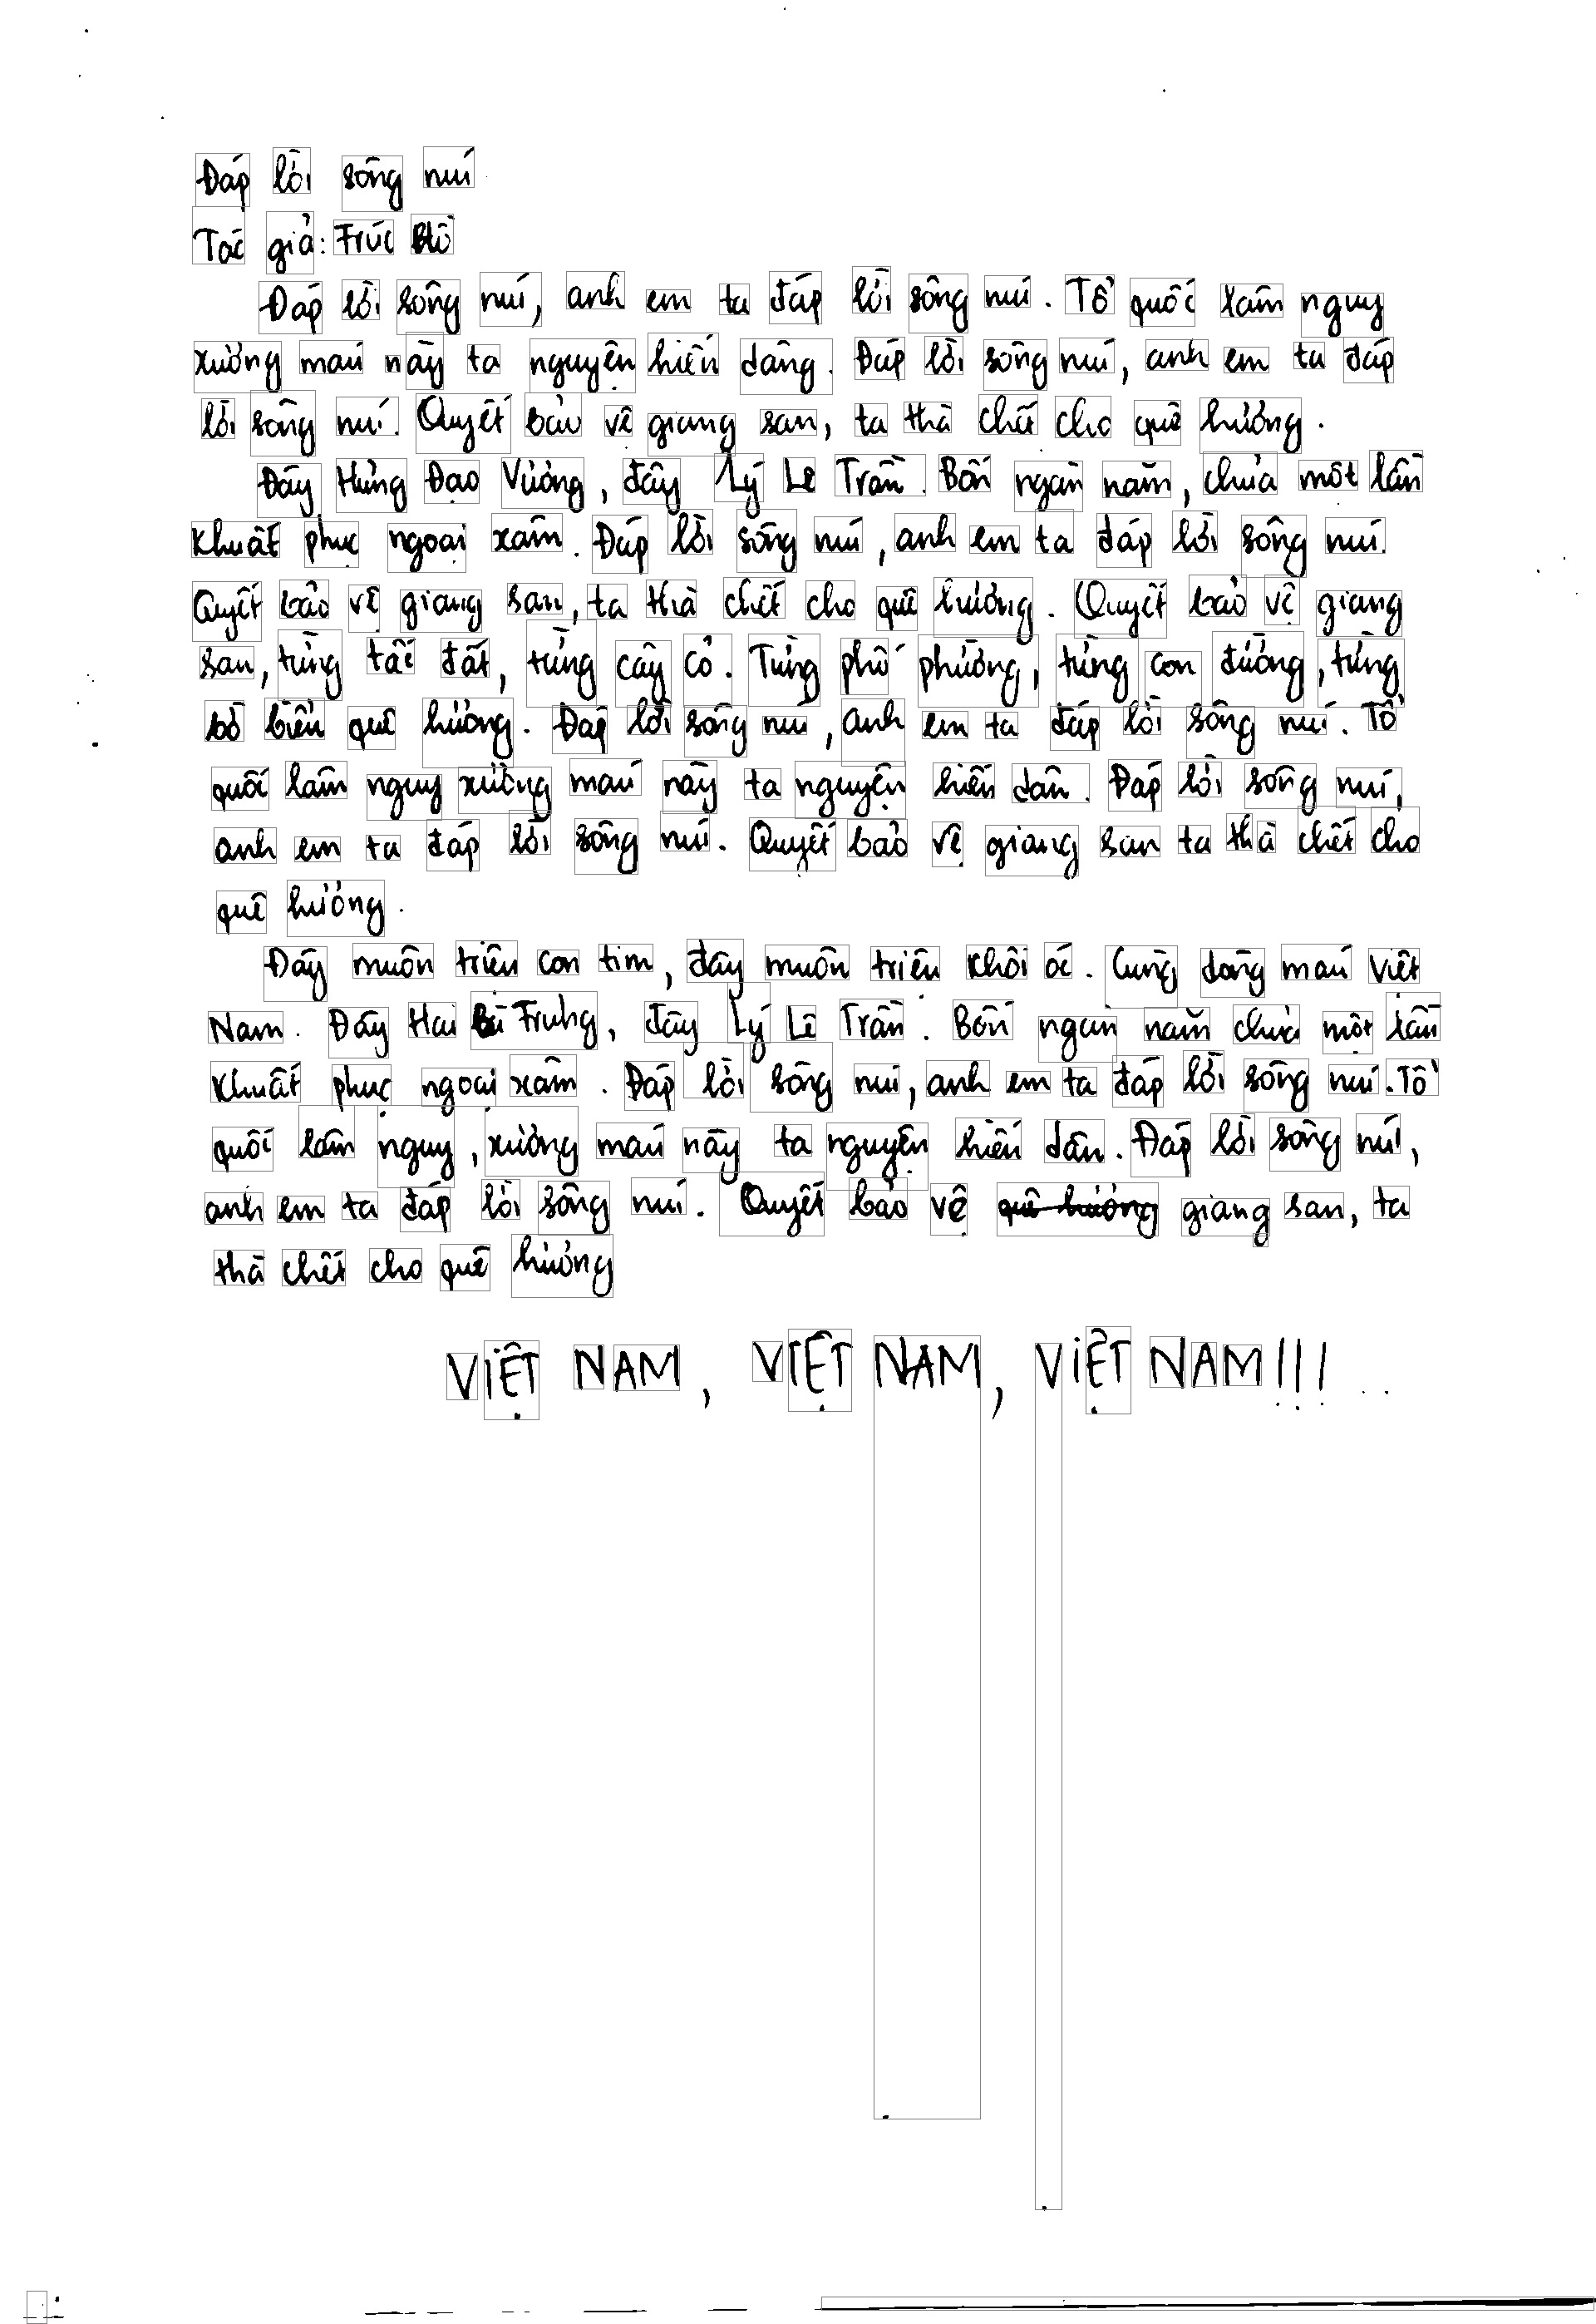 Đáp lời sông núi
Tác giả: Trúc Hồ
Đáp lời sông núi, anh em ta đáp lời sông núi. Tổ quốc lâm nguy
xương máu này ta nguyện hiến dâng. Đáp lời sông núi, anh em ta đáp
lời sông núi. Quyết bảo vệ giang san, ta thà chết cho quê hương.
Đây Hưng Đạo Vương, đây Lý Lê Trần. Bốn ngàn năm, chưa một lần
khuất phục ngoại xâm. Đáp lời sông núi, anh em ta đáp lời sông núi.
Quyết bảo vệ giang san, ta thà chết cho quê hương. Quyết bảo vệ giang
san, từng tấc đất, từng cây cỏ. Từng phố phường, từng con đường, từng
bờ biển quê hương. Đáp lời sông núi, anh em ta đáp lời sông núi. Tổ
quốc lâm nguy xương máu này ta nguyện hiến dân. Đáp lời sông núi,
anh em ta đáp lời sông núi. Quyết bảo vệ giang san ta thà chết cho
quê hương.
Đây muôn triệu con tim, đây muôn triệu khối óc. Cùng dòng máu Việt
Nam. Đây Hai Bà Trưng, đây Lý Lê Trần. Bốn ngàn năm chưa một lần
khuất phục ngoại xâm. Đáp lời sông núi, anh em ta đáp lời sông núi. Tổ
quốc lâm nguy, xương máu này ta nguyện hiến dân. Đáp lời sông núi,
anh em ta đáp lời sông núi. Quyết bảo vệ quê hương giang san, ta
thà chết cho quê hương
VIỆT NAM, VIỆT NAM, VIỆT NAM!!!